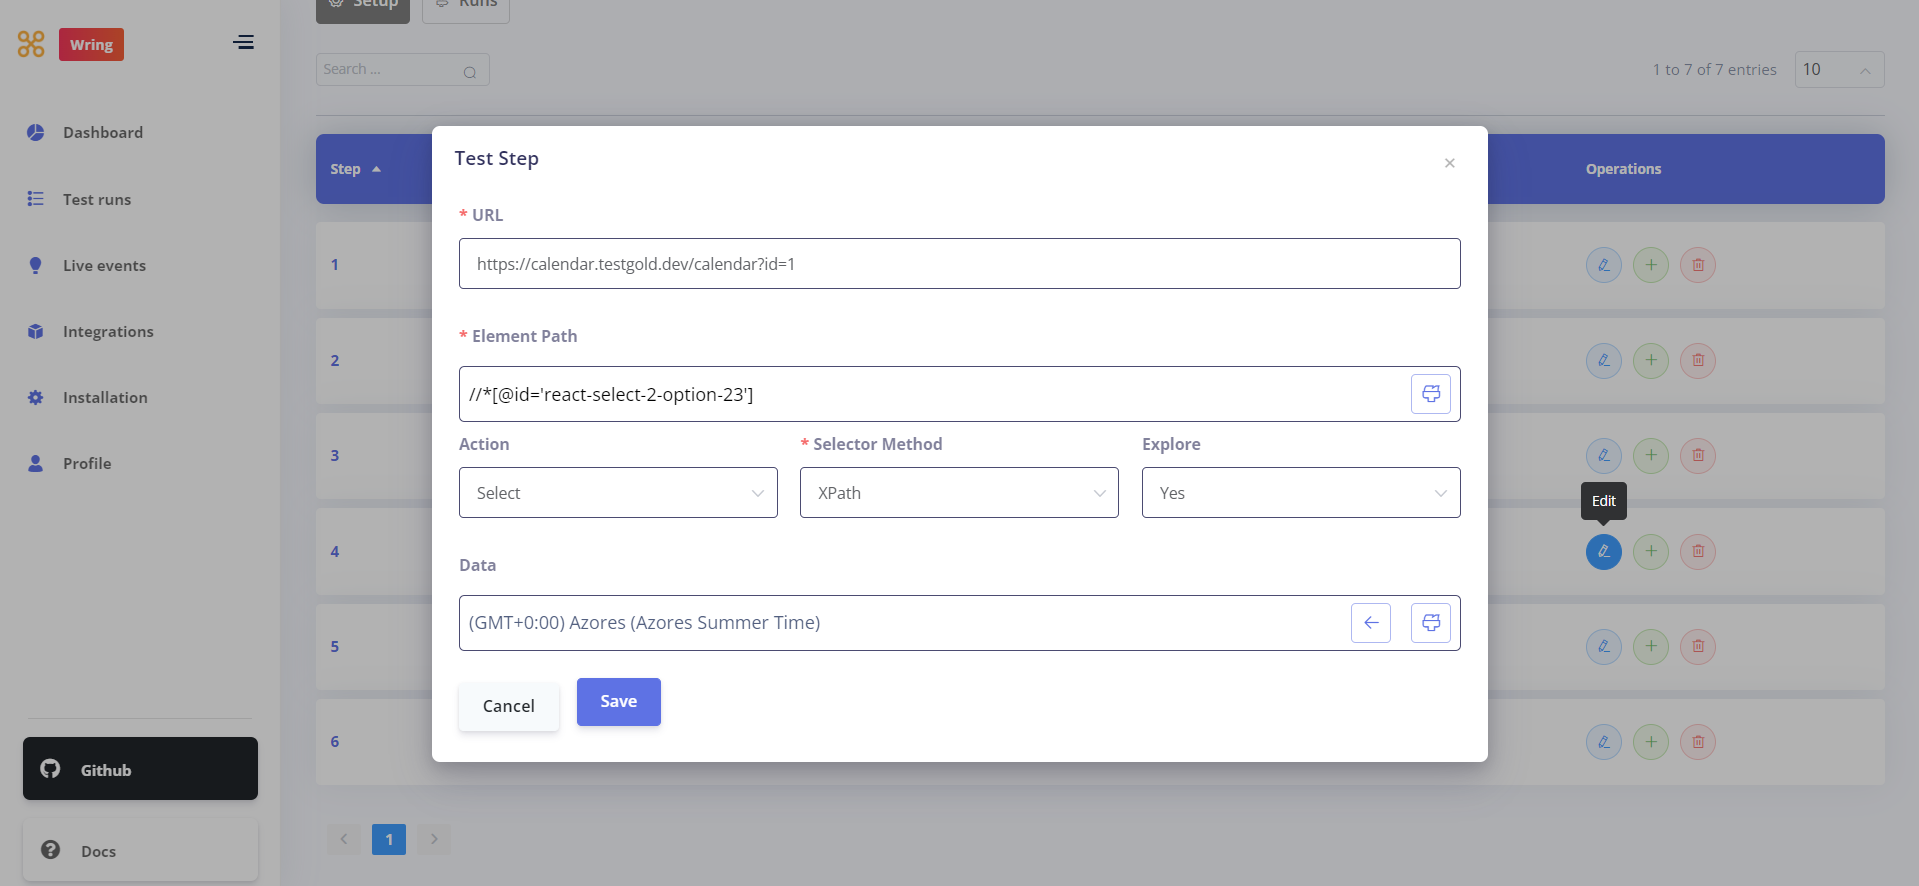 Setup
Runs
Wring
Search ...
1 to 7 of 7 entries
10
Dashboard
Test runs
Live events
Integrations
Installation
Profile
Github
Docs
Step
Operations
1
2
3
4
5
6
Edit
1
Test Step
×
* URL
https://calendar.testgold.dev/calendar?id=1
* Element Path
//*[@id='react-select-2-option-23']
Action
* Selector Method
Explore
Select
XPath
Yes
Data
(GMT+0:00) Azores (Azores Summer Time)
Cancel
Save